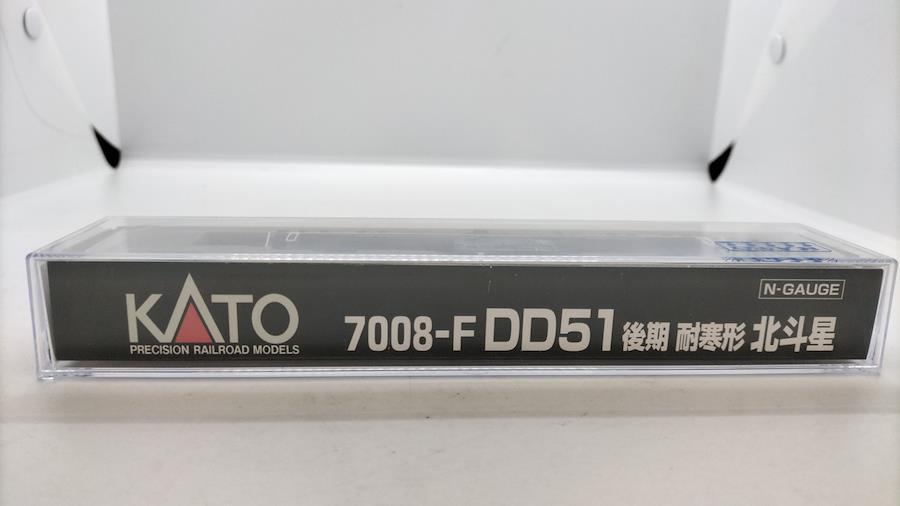 KATO
PRECISION RAILROAD MODELS
7008-F DD51 後期 耐寒形 北斗星
N-GAUGE